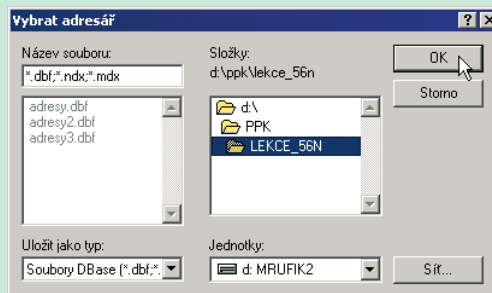 Vybrat adresář
Název souboru:
*.dbf;*.ndx;*.mdx
adresy.dbf
adresy2.dbf
adresy3.dbf
Uložit jako typ:
Soubory DBase (*.dbf;*.
Složky:
d:\ppk\lekce_56n
d:\
PPK
LEKCE_56N
Jednotky:
d: MRUFIK2
OK
Storno
Síť...